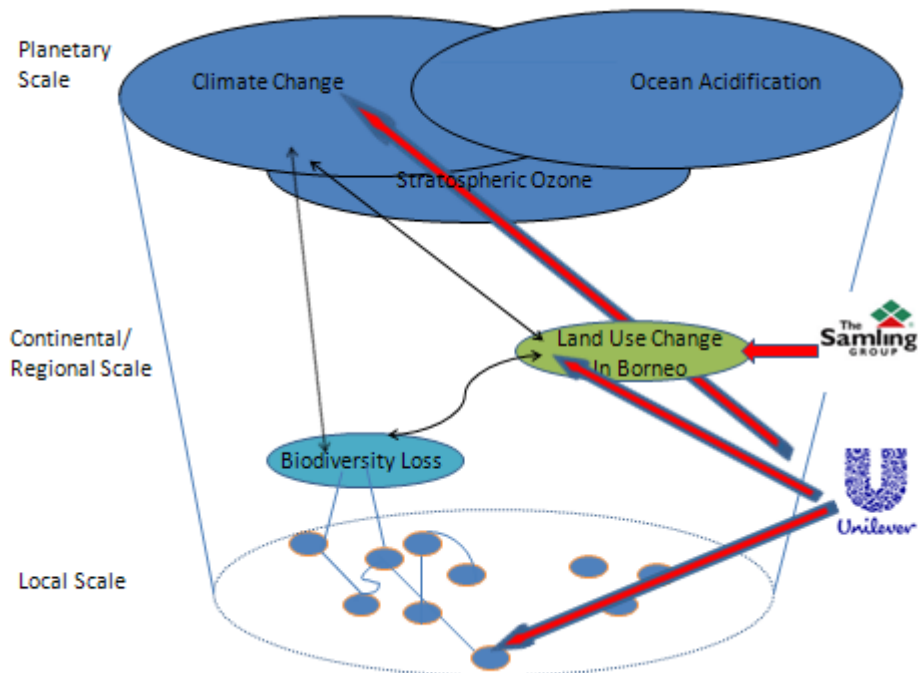 Planetary
Scale
Climate Change
Ocean Acidification
Stratospheric Ozone
Continental/
Regional Scale
Land Use Change
In Borneo
The
Samling
GROUP
Biodiversity Loss
Unilever
Local Scale